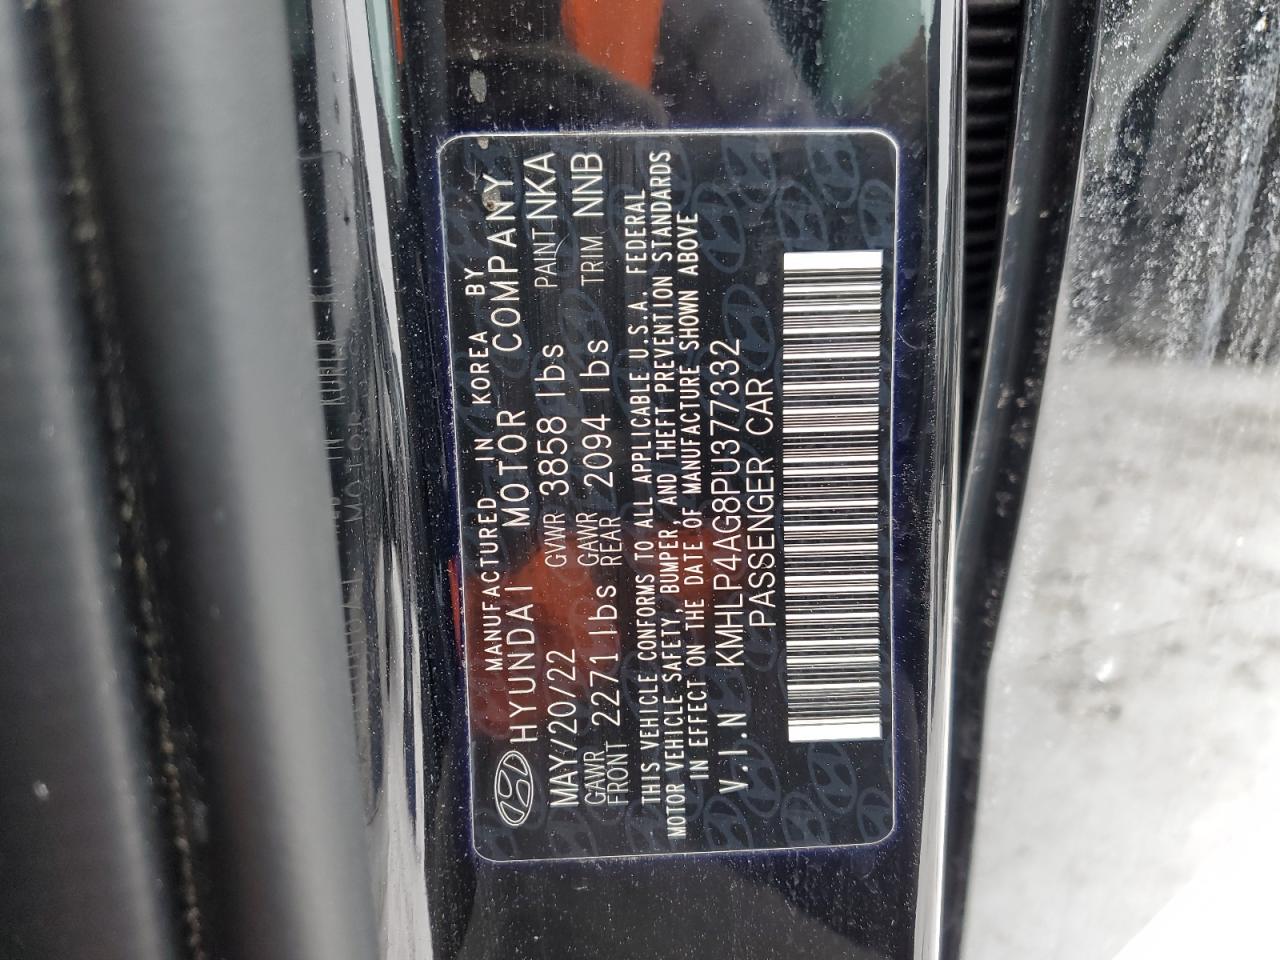 MANUFACTURED IN KOREA BY
HYUNDAI MOTOR COMPANY
MAY/20/22 GVWR 3858 lbs PAINT NKA
GAWR FRONT 2271 lbs GAWR REAR 2094 lbs TRIM NNB
THIS VEHICLE CONFORMS TO ALL APPLICABLE U.S.A. FEDERAL
MOTOR VEHICLE SAFETY, BUMPER, AND THEFT PREVENTION STANDARDS
IN EFFECT ON THE DATE OF MANUFACTURE SHOWN ABOVE
V.I.N KMHLP4AG8PU377332
PASSENGER CAR